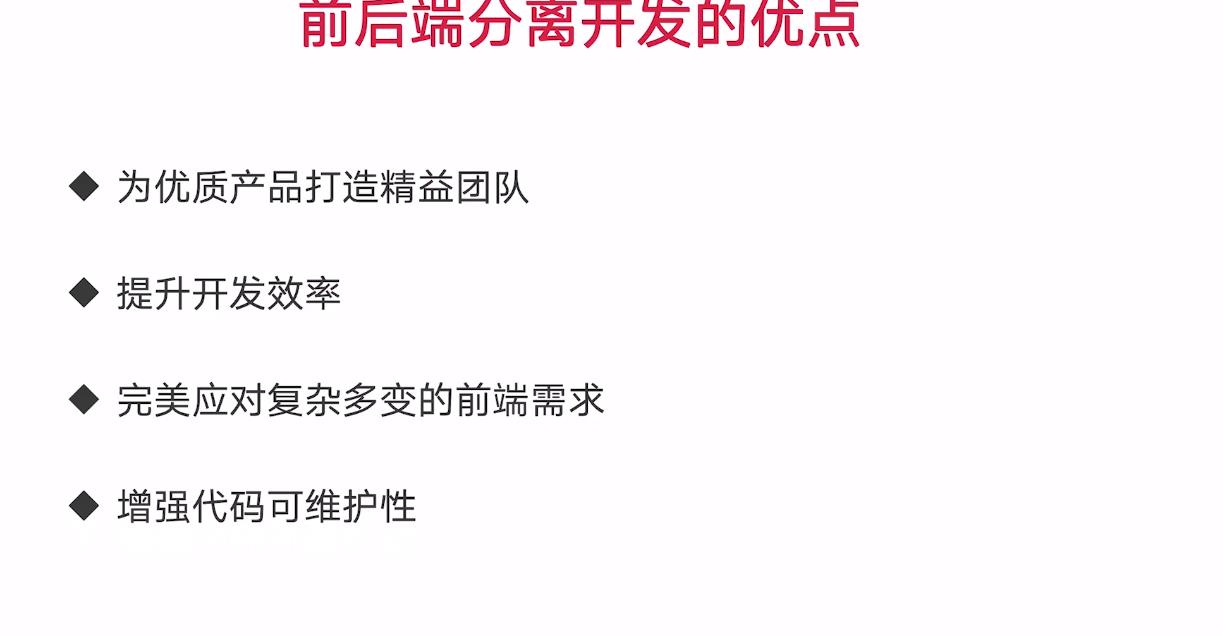 前后端分离开发的优点
◆ 为优质产品打造精益团队
◆ 提升开发效率
◆ 完美应对复杂多变的前端需求
◆ 增强代码可维护性